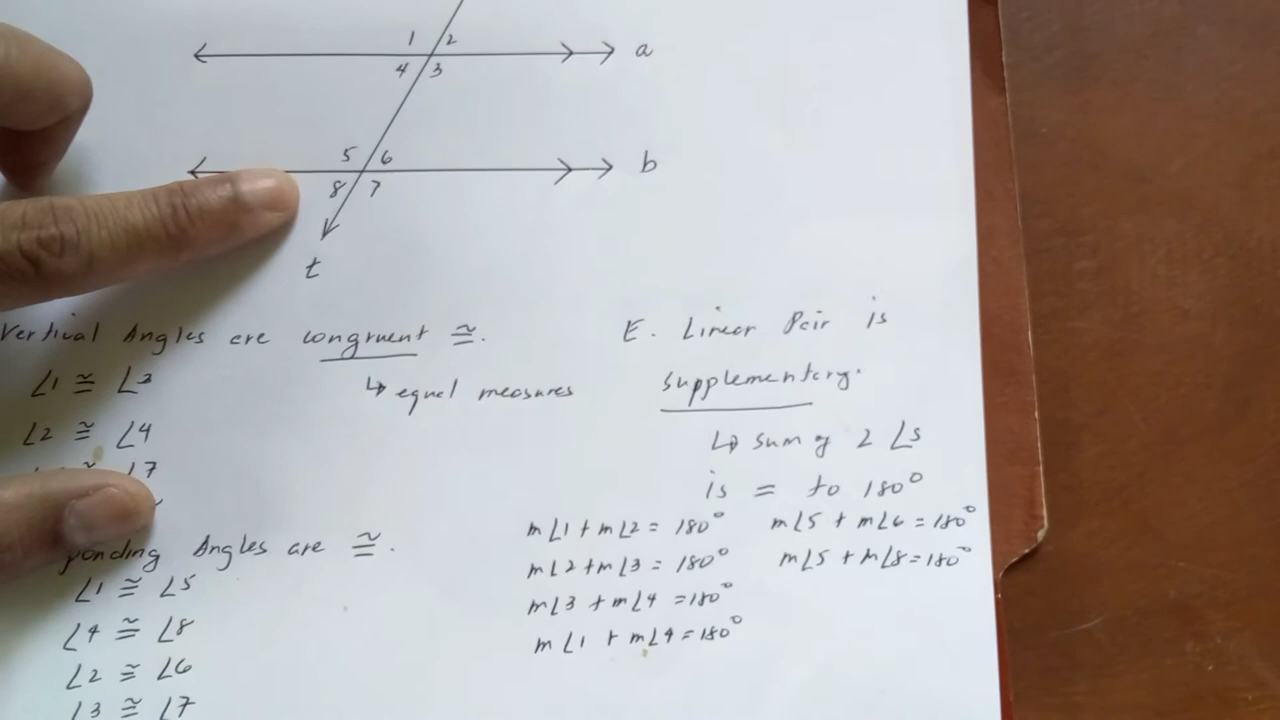 1 2
a
4 3
5 6
b
8 7
t
Vertical Angles are congruent ≅.
↳ equal measures
∠1 ≅ ∠3
∠2 ≅ ∠4
≅ ∠7
ponding Angles are ≅.
∠1 ≅ ∠5
∠4 ≅ ∠8
∠2 ≅ ∠6
∠3 ≅ ∠7
E. Linear Pair is
supplementary.
↳ sum of 2 ∠s
is = to 180°
m∠1 + m∠2 = 180° m∠5 + m∠6 = 180°
m∠2 + m∠3 = 180° m∠5 + m∠8 = 180°
m∠3 + m∠4 = 180°
m∠1 + m∠4 = 180°